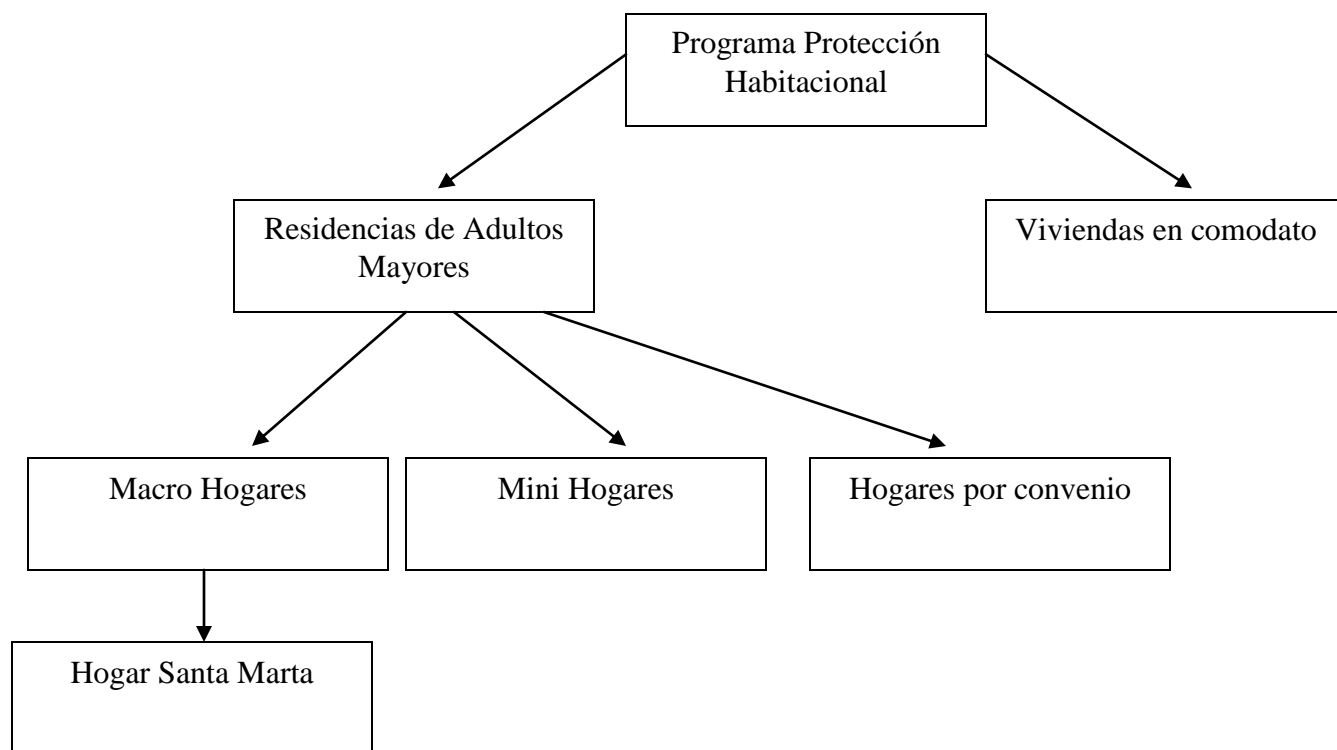 Programa Protección
Habitacional
Residencias de Adultos
Mayores
Viviendas en comodato
Macro Hogares
Mini Hogares
Hogares por convenio
Hogar Santa Marta